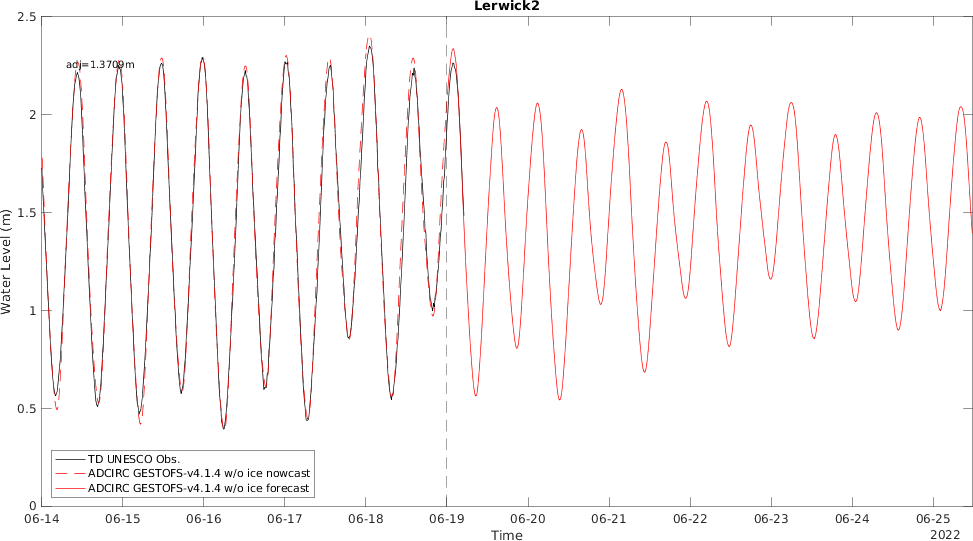 Lerwick2
2.5
2
1.5
1
0.5
0
Water Level (m)
adj=1.3709m
TD UNESCO Obs.
ADCIRC GESTOFS-v4.1.4 w/o ice nowcast
ADCIRC GESTOFS-v4.1.4 w/o ice forecast
06-14 06-15 06-16 06-17 06-18 06-19 06-20 06-21 06-22 06-23 06-24 06-25
2022
Time